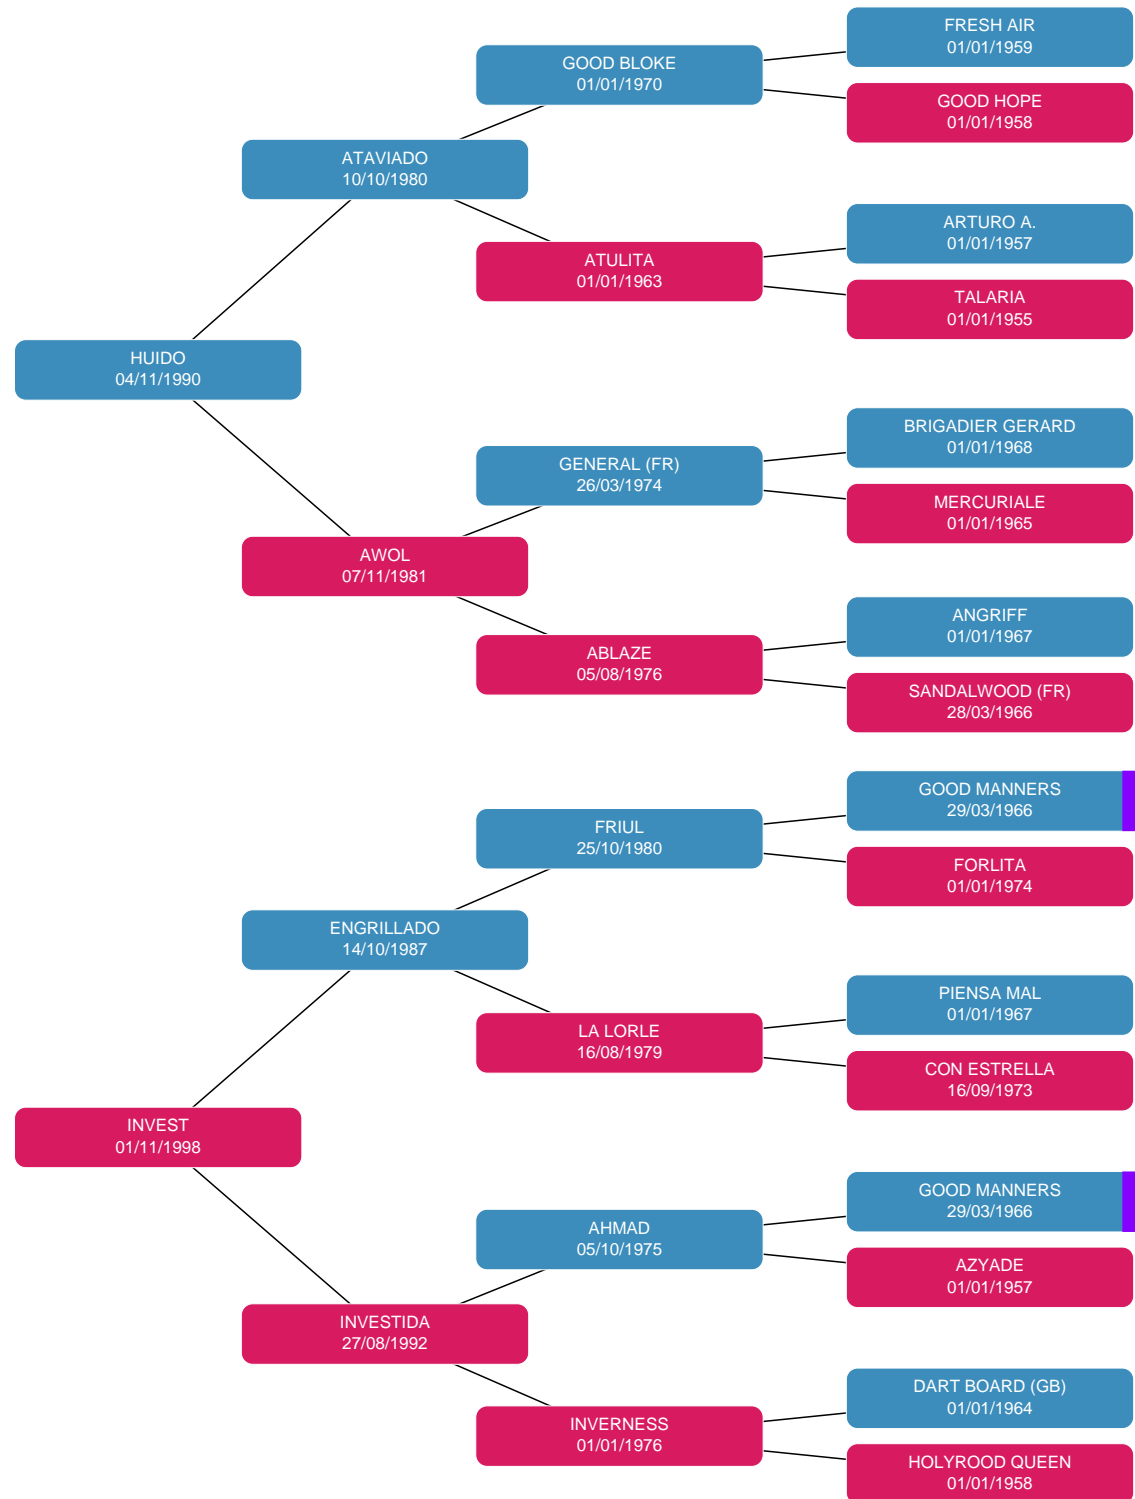 FRESH AIR
01/01/1959
GOOD BLOKE
01/01/1970
GOOD HOPE
01/01/1958
ATAVIADO
10/10/1980
ARTURO A.
01/01/1957
ATULITA
01/01/1963
TALARIA
01/01/1955
HUIDO
04/11/1990
BRIGADIER GERARD
01/01/1968
GENERAL (FR)
26/03/1974
MERCURIALE
01/01/1965
AWOL
07/11/1981
ANGRIFF
01/01/1967
ABLAZE
05/08/1976
SANDALWOOD (FR)
28/03/1966
GOOD MANNERS
29/03/1966
FRIUL
25/10/1980
FORLITA
01/01/1974
ENGRILLADO
14/10/1987
PIENSA MAL
01/01/1967
LA LORLE
16/08/1979
CON ESTRELLA
16/09/1973
INVEST
01/11/1998
GOOD MANNERS
29/03/1966
AHMAD
05/10/1975
AZYADE
01/01/1957
INVESTIDA
27/08/1992
DART BOARD (GB)
01/01/1964
INVERNESS
01/01/1976
HOLYROOD QUEEN
01/01/1958